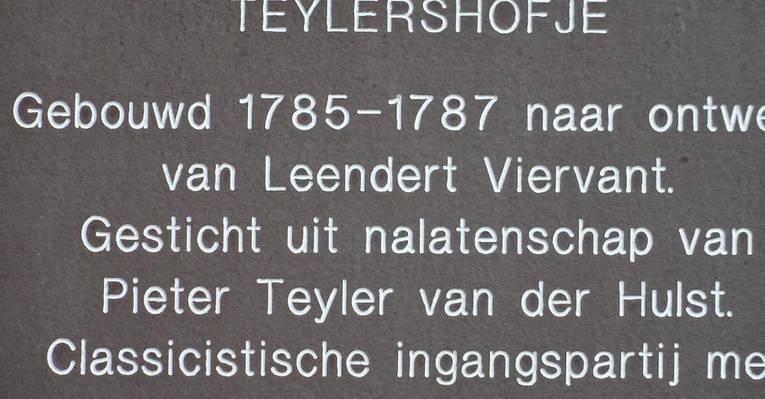 TEYLERSHOFJE
Gebouwd 1785-1787 naar
van Leendert Viervant.
Gesticht uit nalatenschap van
Pieter Teyler van der Hulst.
Classicistische ingangspartij